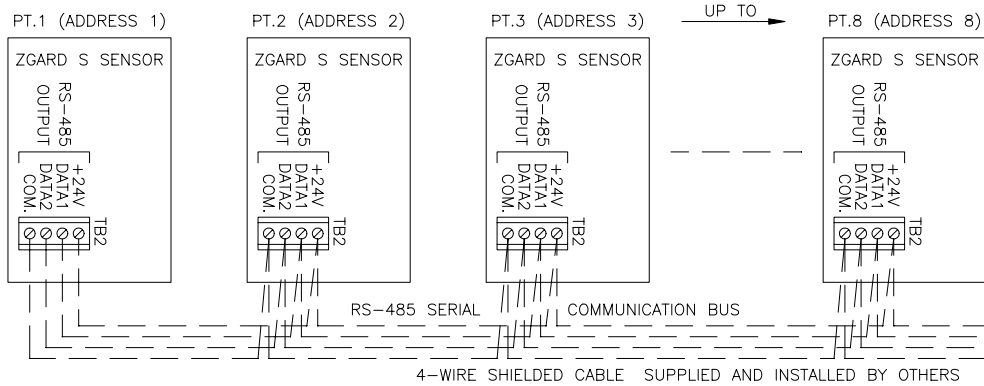 PT.1 (ADDRESS 1)
PT.2 (ADDRESS 2)
PT.3 (ADDRESS 3)
UP TO
PT.8 (ADDRESS 8)
ZGARD S SENSOR
RS-485
OUTPUT
+24V
DATA1
DATA2
COM.
TB2
ZGARD S SENSOR
RS-485
OUTPUT
+24V
DATA1
DATA2
COM.
TB2
ZGARD S SENSOR
RS-485
OUTPUT
+24V
DATA1
DATA2
COM.
TB2
ZGARD S SENSOR
RS-485
OUTPUT
+24V
DATA1
DATA2
COM.
TB2
RS-485 SERIAL COMMUNICATION BUS
4-WIRE SHIELDED CABLE SUPPLIED AND INSTALLED BY OTHERS